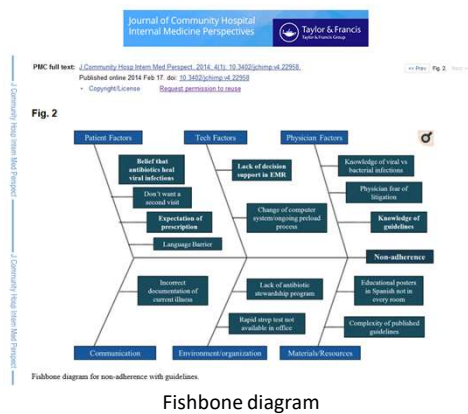 Journal of Community Hospital
Internal Medicine Perspectives
Taylor & Francis
Taylor & Francis Group
PMC full text: J Community Hosp Intern Med Perspect. 2014; 4(1): 10.3402/jchimp.v4.22958.
Published online 2014 Feb 17. doi: 10.3402/jchimp.v4.22958
• Copyright/License Request permission to reuse
<< Prev Fig. 2 Next >>
J Community Hosp Intern Med Perspect
J Community Hosp Intern Med Perspect
J Community Hosp Intern Med Perspect
Fig. 2
Patient Factors
Tech Factors
Physician Factors
Belief that
antibiotics heal
viral infections
Don't want a
second visit
Expectation of
prescription
Language Barrier
Lack of decision
support in EMR
Change of computer
system/ongoing preload
process
Knowledge of viral vs
bacterial infections
Physician fear of
litigation
Knowledge of
guidelines
Non-adherence
Incorrect
documentation of
current illness
Lack of antibiotic
stewardship program
Rapid strep test not
available in office
Educational posters
in Spanish not in
every room
Complexity of published
guidelines
Communication
Environment/organization
Materials/Resources
Fishbone diagram for non-adherence with guidelines.
Fishbone diagram